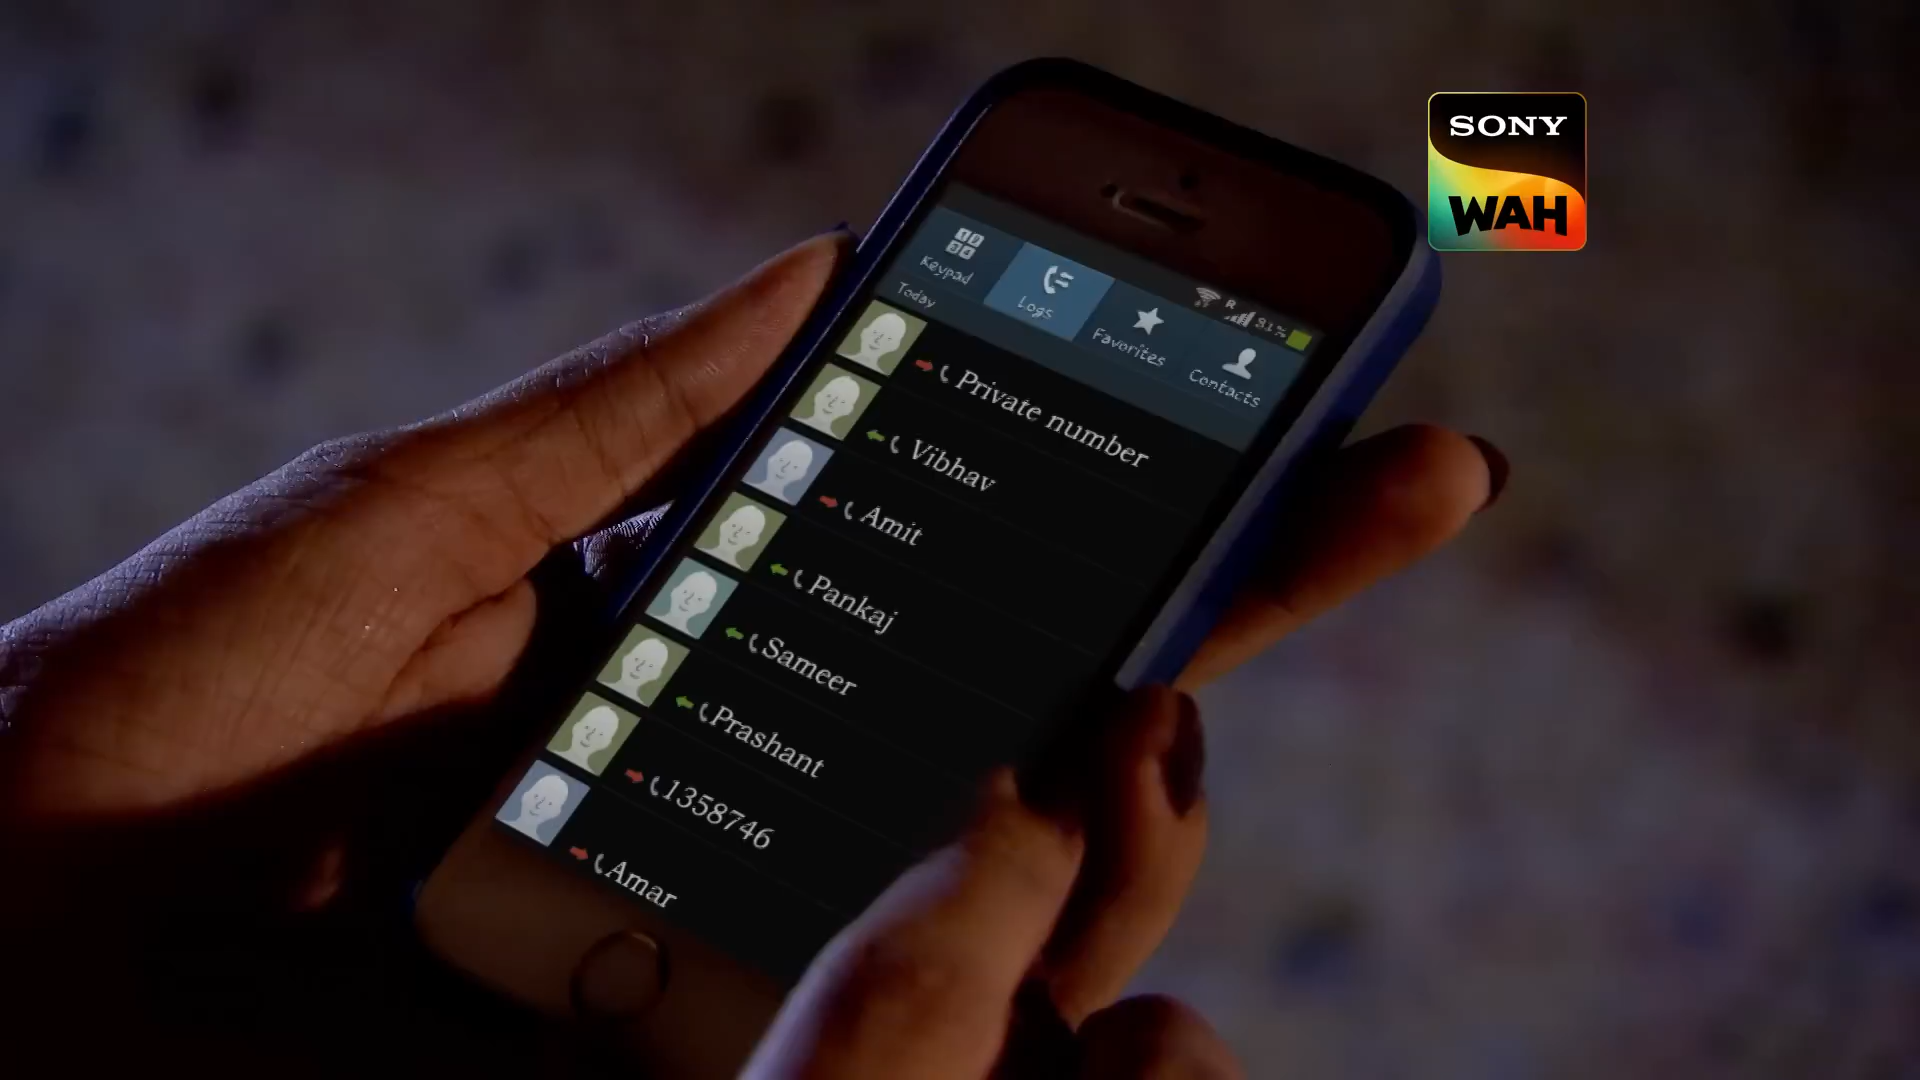 SONY
WAH
R
81%
Keypad
Logs
Favorites
Contacts
Today
Private number
Vibhav
Amit
Pankaj
Sameer
Prashant
1358746
Amar